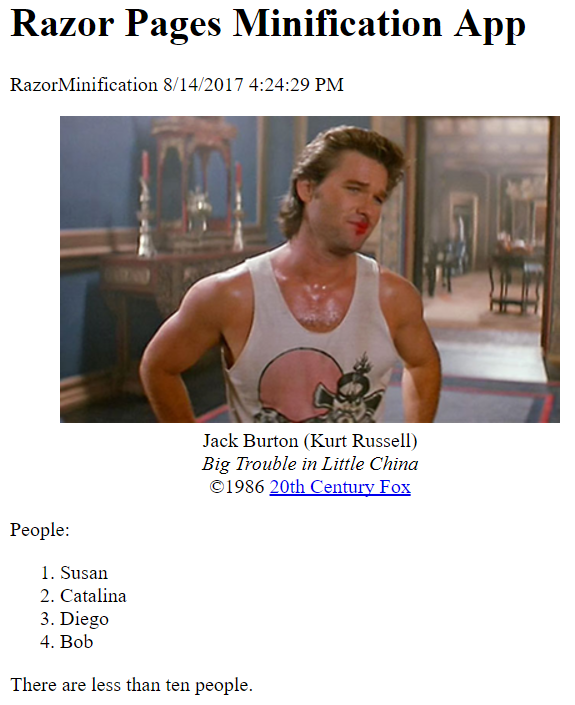 Razor Pages Minification App
RazorMinification 8/14/2017 4:24:29 PM
Jack Burton (Kurt Russell)
Big Trouble in Little China
©1986 20th Century Fox
People:
1. Susan
2. Catalina
3. Diego
4. Bob
There are less than ten people.